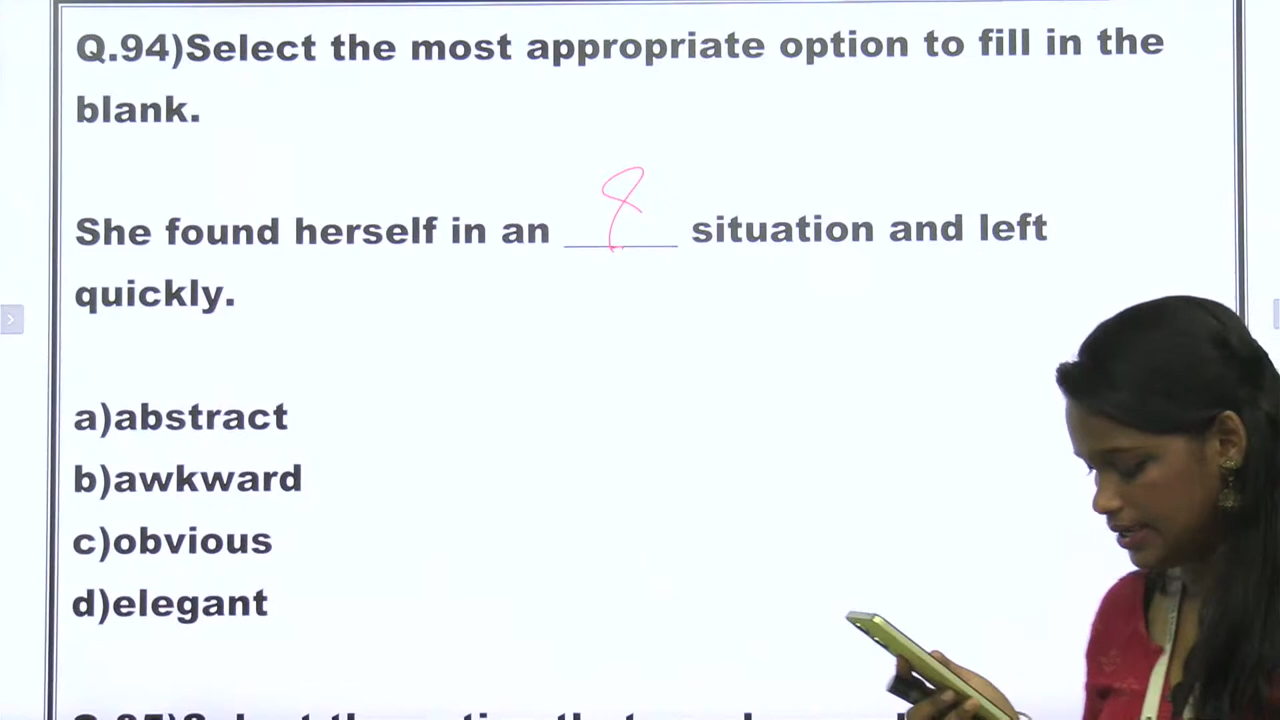 Q.94)Select the most appropriate option to fill in the
blank.
She found herself in an ____ situation and left
quickly.
a)abstract
b)awkward
c)obvious
d)elegant